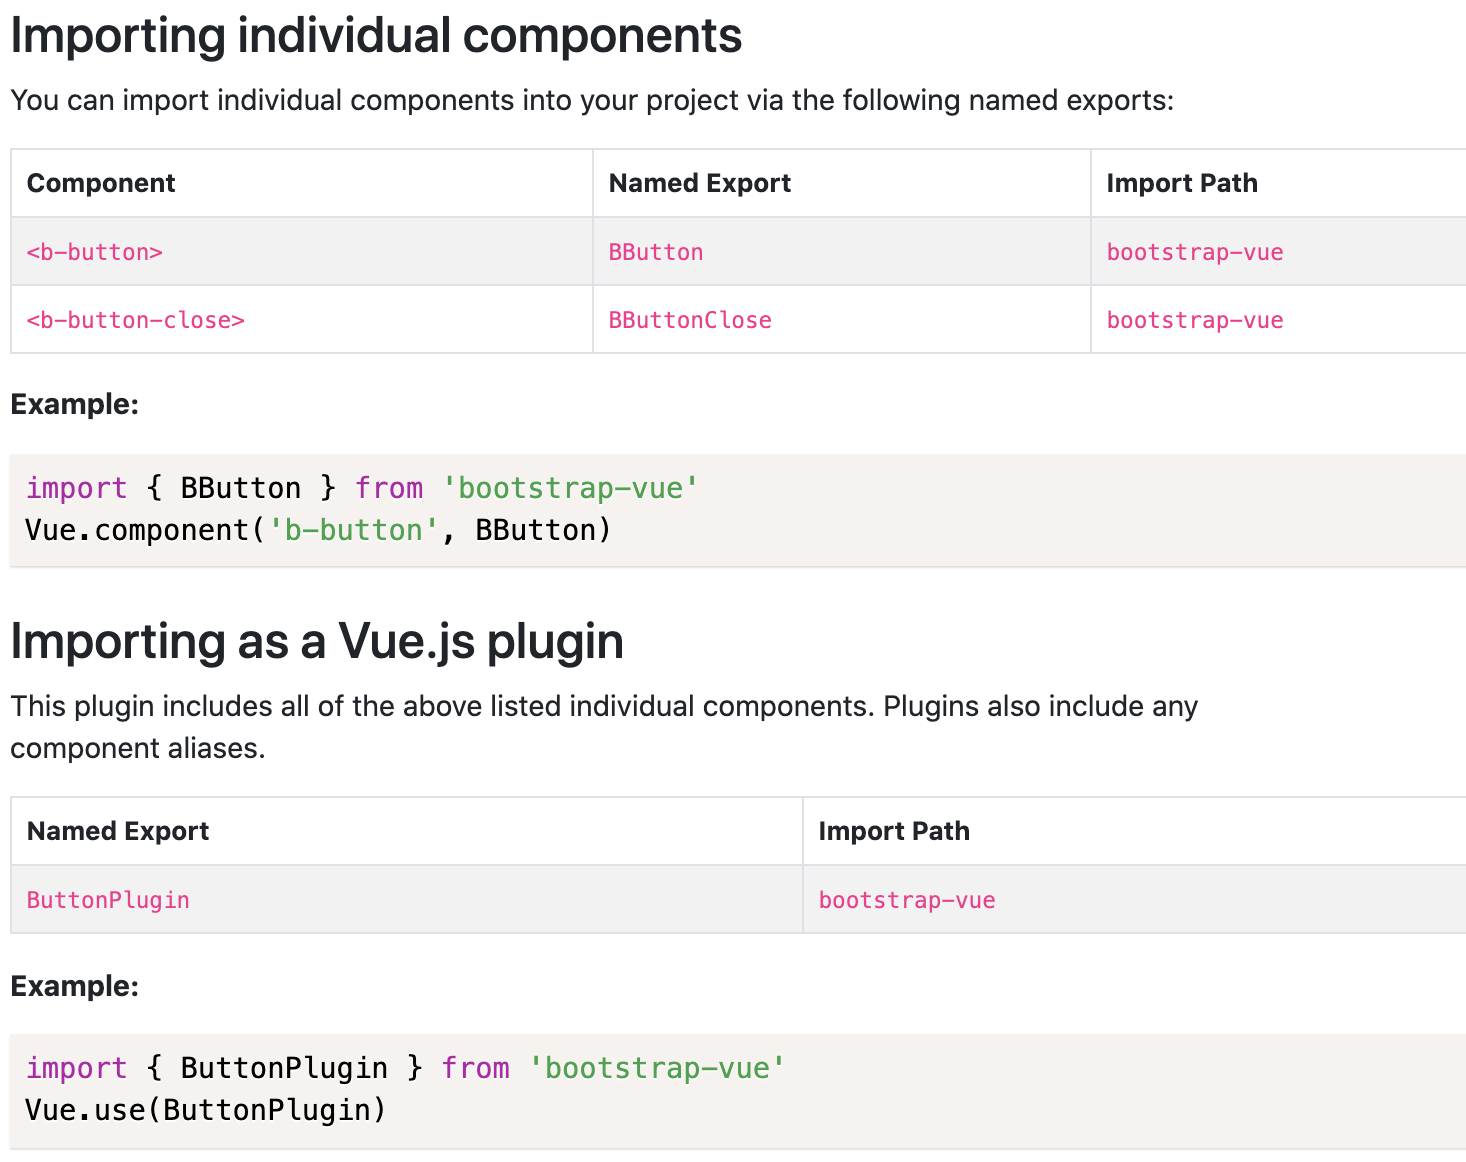 Importing individual components
You can import individual components into your project via the following named exports:
Component Named Export Import Path
<b-button> BButton bootstrap-vue
<b-button-close> BButtonClose bootstrap-vue
Example:
import { BButton } from 'bootstrap-vue'
Vue.component('b-button', BButton)
Importing as a Vue.js plugin
This plugin includes all of the above listed individual components. Plugins also include any
component aliases.
Named Export Import Path
ButtonPlugin bootstrap-vue
Example:
import { ButtonPlugin } from 'bootstrap-vue'
Vue.use(ButtonPlugin)